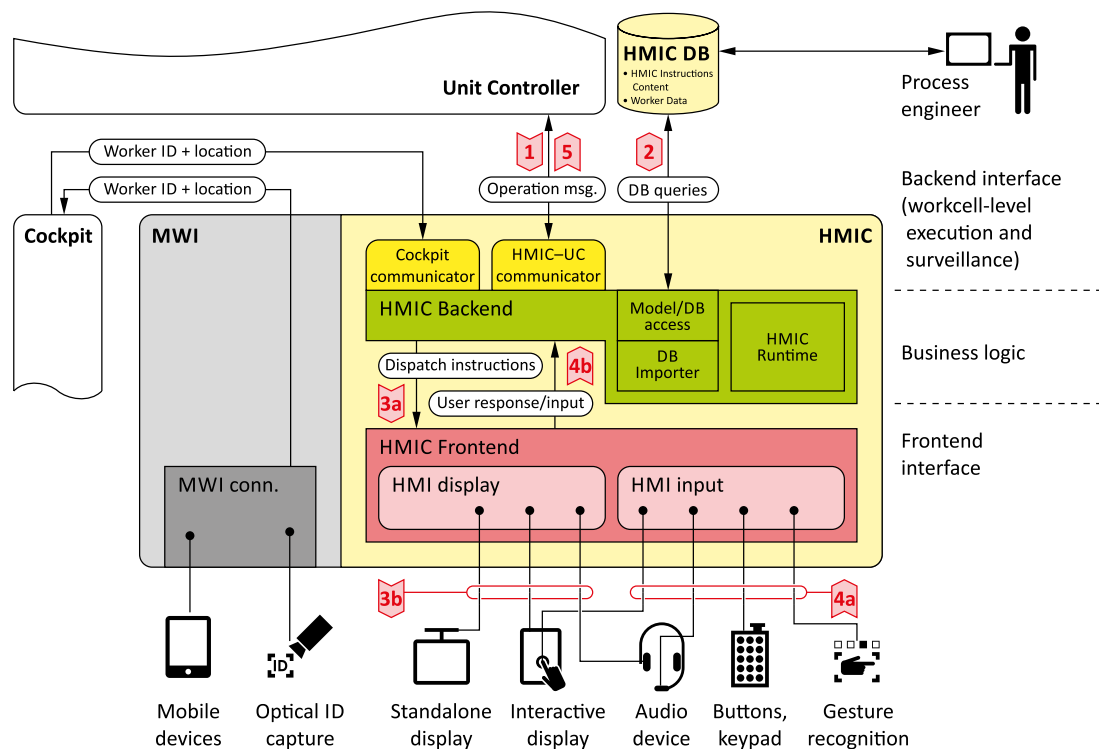 HMIC DB
• HMIC Instructions
Content
• Worker Data
Unit Controller
Process
engineer
1
5
2
Worker ID + location
Worker ID + location
Operation msg.
DB queries
Backend interface
(workcell-level
execution and
surveillance)
Cockpit
MWI
HMIC
Cockpit
communicator
HMIC–UC
communicator
HMIC Backend
Model/DB
access
HMIC
Runtime
DB
Importer
Business logic
Dispatch instructions
4b
3a
User response/input
HMIC Frontend
Frontend
interface
MWI conn.
HMI display
HMI input
3b
4a
ID
Mobile
devices
Optical ID
capture
Standalone
display
Interactive
display
Audio
device
Buttons,
keypad
Gesture
recognition